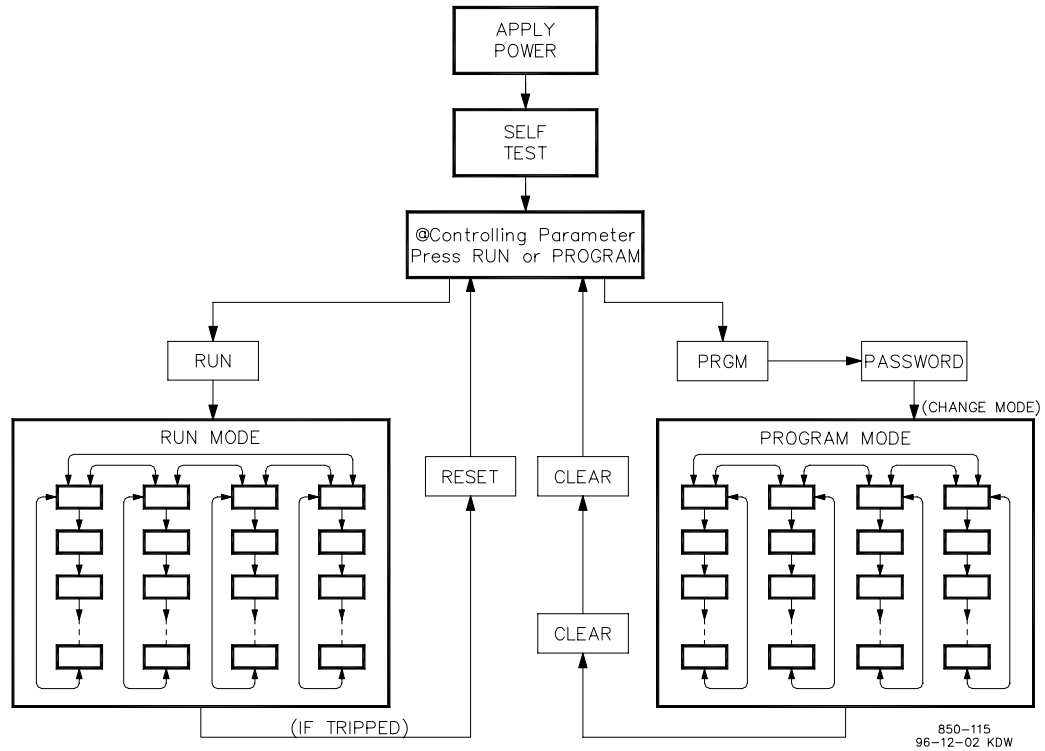 APPLY
POWER
SELF
TEST
@Controlling Parameter
Press RUN or PROGRAM
RUN
PRGM
PASSWORD
(CHANGE MODE)
RUN MODE
PROGRAM MODE
RESET
CLEAR
CLEAR
(IF TRIPPED)
850-115
96-12-02 KDW